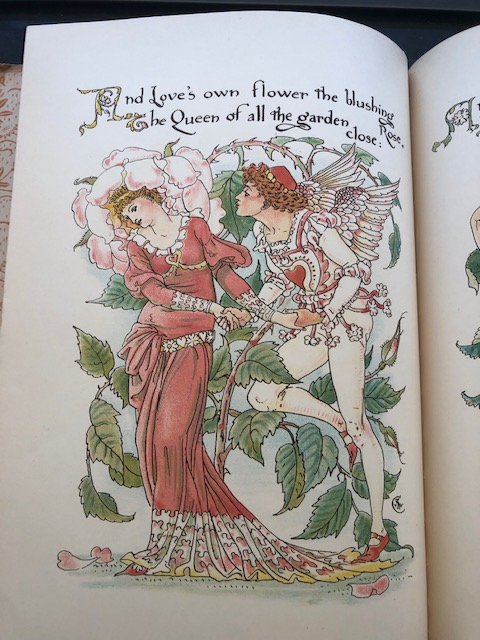 And Love's own flower the blushing Rose,
The Queen of all the garden close: